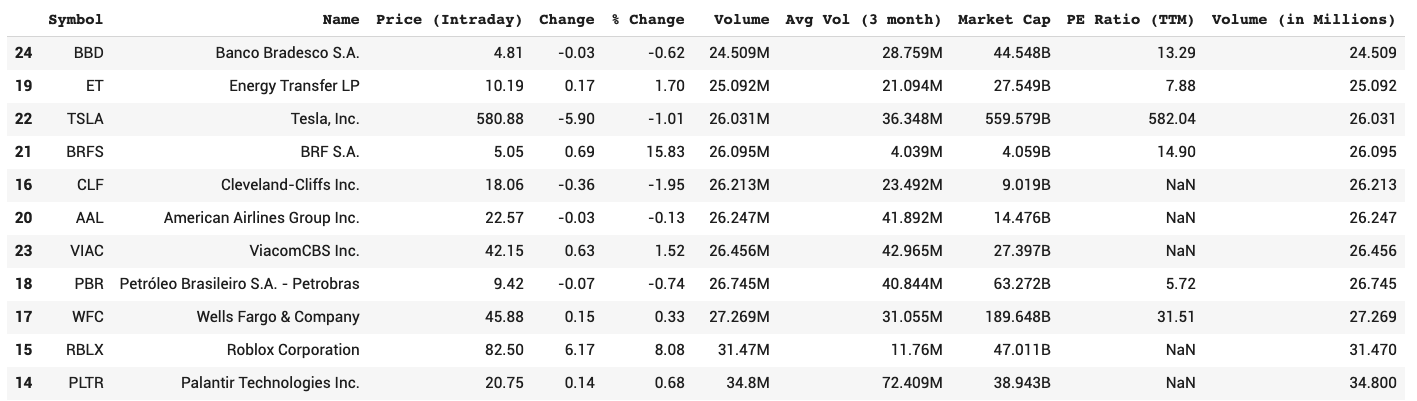 Symbol Name Price (Intraday) Change % Change Volume Avg Vol (3 month) Market Cap PE Ratio (TTM) Volume (in Millions)
24 BBD Banco Bradesco S.A. 4.81 -0.03 -0.62 24.509M 28.759M 44.548B 13.29 24.509
19 ET Energy Transfer LP 10.19 0.17 1.70 25.092M 21.094M 27.549B 7.88 25.092
22 TSLA Tesla, Inc. 580.88 -5.90 -1.01 26.031M 36.348M 559.579B 582.04 26.031
21 BRFS BRF S.A. 5.05 0.69 15.83 26.095M 4.039M 4.059B 14.90 26.095
16 CLF Cleveland-Cliffs Inc. 18.06 -0.36 -1.95 26.213M 23.492M 9.019B NaN 26.213
20 AAL American Airlines Group Inc. 22.57 -0.03 -0.13 26.247M 41.892M 14.476B NaN 26.247
23 VIAC ViacomCBS Inc. 42.15 0.63 1.52 26.456M 42.965M 27.397B NaN 26.456
18 PBR Petróleo Brasileiro S.A. - Petrobras 9.42 -0.07 -0.74 26.745M 40.844M 63.272B 5.72 26.745
17 WFC Wells Fargo & Company 45.88 0.15 0.33 27.269M 31.055M 189.648B 31.51 27.269
15 RBLX Roblox Corporation 82.50 6.17 8.08 31.47M 11.76M 47.011B NaN 31.470
14 PLTR Palantir Technologies Inc. 20.75 0.14 0.68 34.8M 72.409M 38.943B NaN 34.800